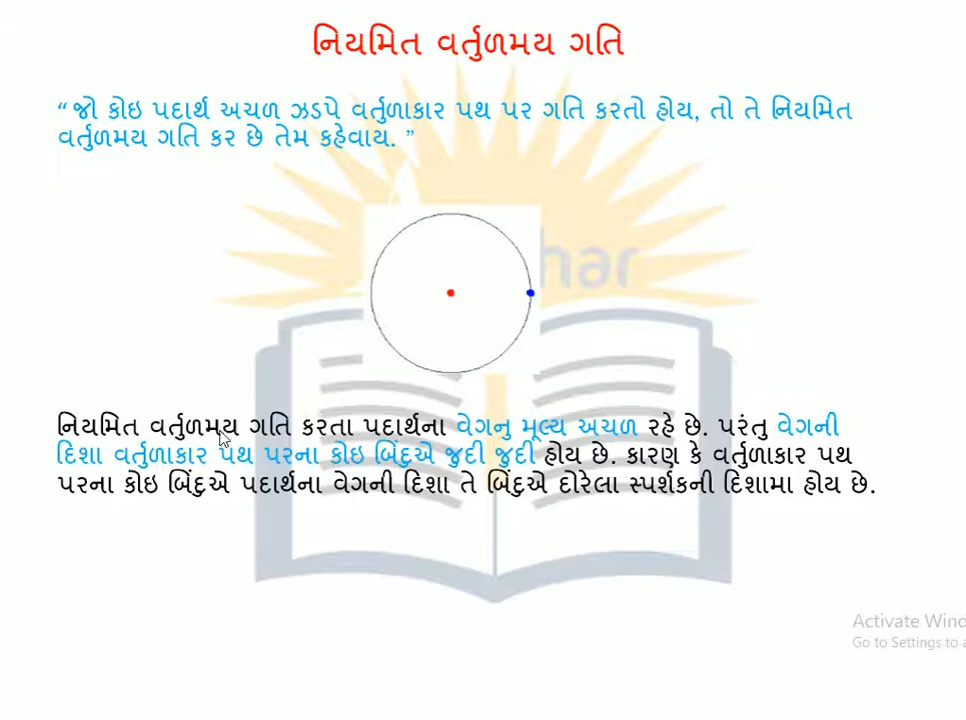 નિયમિત વર્તુળમય ગતિ
“ જો કોઇ પદાર્થ અચળ ઝડપે વર્તુળાકાર પથ પર ગતિ કરતો હોય, તો તે નિયમિત
વર્તુળમય ગતિ કર છે તેમ કહેવાય. ”
har
નિયમિત વર્તુળમય ગતિ કરતા પદાર્થના વેગનુ મૂલ્ય અચળ રહે છે. પરંતુ વેગની
દિશા વર્તુળાકાર પથ પરના કોઇ બિંદુએ જુદી જુદી હોય છે. કારણ કે વર્તુળાકાર પથ
પરના કોઇ બિંદુએ પદાર્થના વેગની દિશા તે બિંદુએ દોરેલા સ્પર્શકની દિશામા હોય છે.
Activate Wind
Go to Settings to a